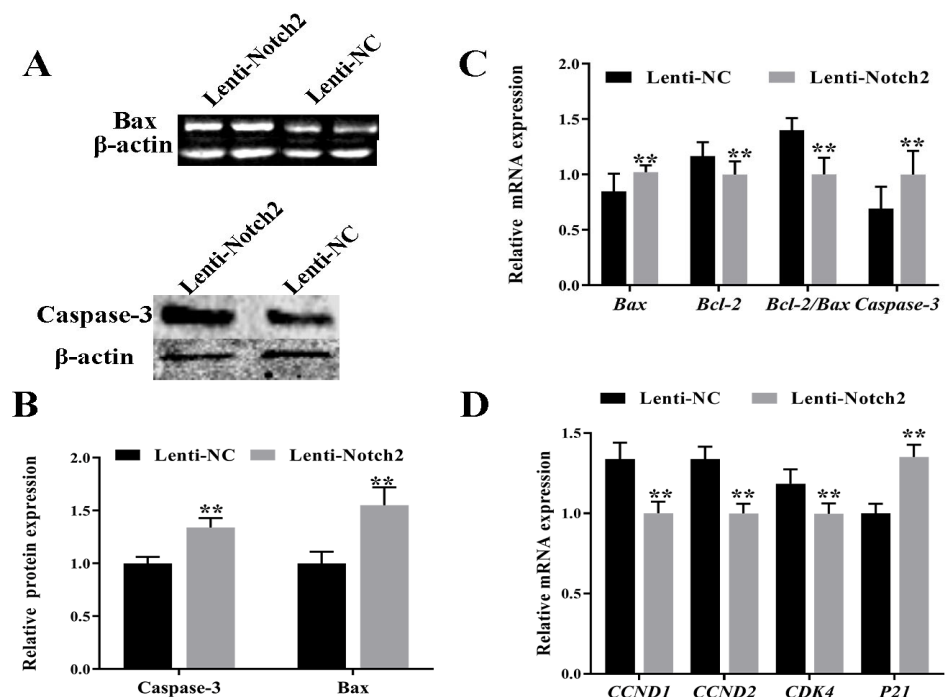 A
Lenti-Notch2
Lenti-NC
Bax
β-actin
Lenti-Notch2
Lenti-NC
Caspase-3
β-actin
B
Lenti-NC
Lenti-Notch2
Relative protein expression
2.0
1.5
1.0
0.5
0.0
**
**
Caspase-3
Bax
C
Lenti-NC
Lenti-Notch2
Relative mRNA expression
2.0
1.5
1.0
0.5
0.0
**
**
**
**
Bax
Bcl-2
Bcl-2/Bax
Caspase-3
D
Lenti-NC
Lenti-Notch2
Relative mRNA expression
1.5
1.0
0.5
0.0
**
**
**
**
CCND1
CCND2
CDK4
P21